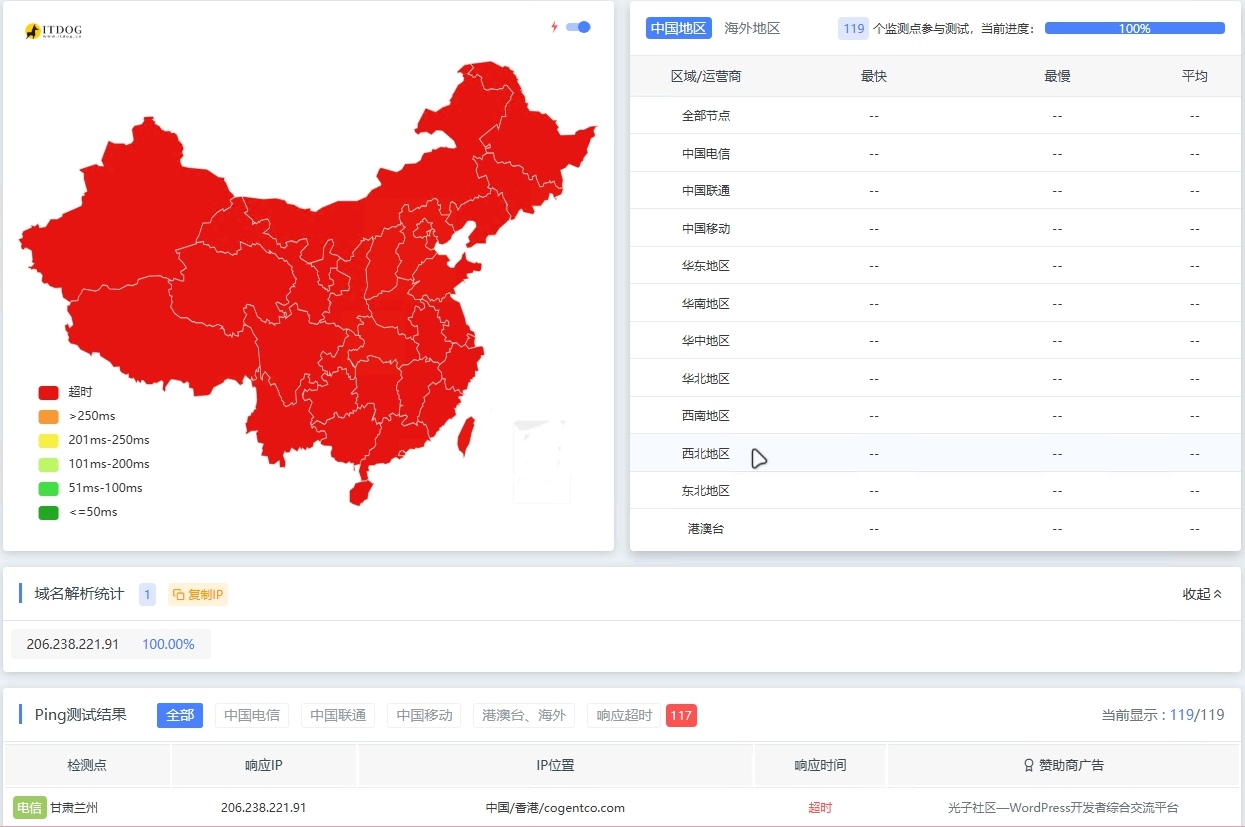 ITDOG
www.itdog.cn
超时
>250ms
201ms-250ms
101ms-200ms
51ms-100ms
<=50ms
中国地区 海外地区 119 个监测点参与测试，当前进度： 100%
区域/运营商 最快 最慢 平均
全部节点 -- -- --
中国电信 -- -- --
中国联通 -- -- --
中国移动 -- -- --
华东地区 -- -- --
华南地区 -- -- --
华中地区 -- -- --
华北地区 -- -- --
西南地区 -- -- --
西北地区 -- -- --
东北地区 -- -- --
港澳台 -- -- --
域名解析统计 1 复制IP 收起
206.238.221.91 100.00%
Ping测试结果 全部 中国电信 中国联通 中国移动 港澳台、海外 响应超时 117 当前显示：119/119
检测点 响应IP IP位置 响应时间 赞助商广告
电信 甘肃兰州 206.238.221.91 中国/香港/cogentco.com 超时 光子社区—WordPress开发者综合交流平台